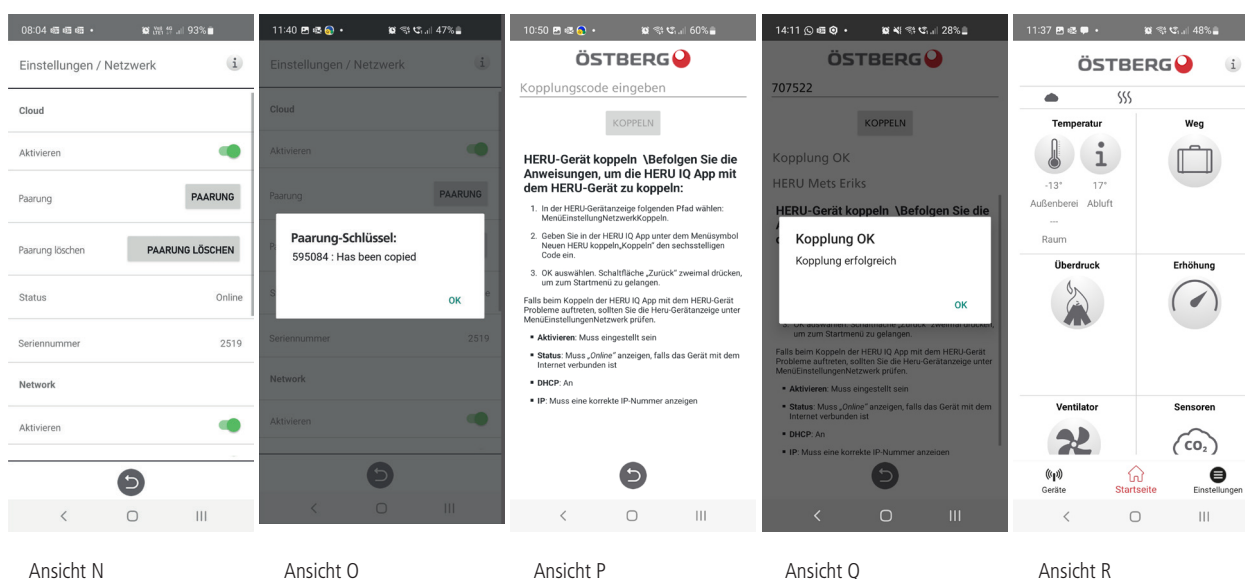 08:04 93%
Einstellungen / Netzwerk i
Cloud
Aktivieren
Paarung PAARUNG
Paarung löschen PAARUNG LÖSCHEN
Status Online
Seriennummer 2519
Network
Aktivieren
Ansicht N
11:40 47%
Einstellungen / Netzwerk i
Cloud
Aktivieren
Paarung PAARUNG
Paarung-Schlüssel:
595084 : Has been copied
OK
Seriennummer 2519
Network
Aktivieren
Ansicht O
10:50 60%
ÖSTBERG
Kopplungscode eingeben
KOPPELN
HERU-Gerät koppeln \Befolgen Sie die
Anweisungen, um die HERU IQ App mit
dem HERU-Gerät zu koppeln:
1. In der HERU-Gerätanzeige folgenden Pfad wählen:
MenüEinstellungNetzwerkKoppeln.
2. Geben Sie in der HERU IQ App unter dem Menüsymbol
Neuen HERU koppeln„Koppeln“ den sechsstelligen
Code ein.
3. OK auswählen. Schaltfläche „Zurück“ zweimal drücken,
um zum Startmenü zu gelangen.
Falls beim Koppeln der HERU IQ App mit dem HERU-Gerät
Probleme auftreten, sollten Sie die Heru-Gerätanzeige unter
MenüEinstellungenNetzwerk prüfen.
▪ Aktivieren: Muss eingestellt sein
▪ Status: Muss „Online“ anzeigen, falls das Gerät mit dem
Internet verbunden ist
▪ DHCP: An
▪ IP: Muss eine korrekte IP-Nummer anzeigen
Ansicht P
14:11 28%
ÖSTBERG
707522
KOPPELN
Kopplung OK
HERU Mets Eriks
HERU-Gerät koppeln \Befolgen Sie die
Kopplung OK
Kopplung erfolgreich
OK
3. OK auswählen. Schaltfläche „Zurück“ zweimal drücken,
um zum Startmenü zu gelangen.
Falls beim Koppeln der HERU IQ App mit dem HERU-Gerät
Probleme auftreten, sollten Sie die Heru-Gerätanzeige unter
MenüEinstellungenNetzwerk prüfen.
▪ Aktivieren: Muss eingestellt sein
▪ Status: Muss „Online“ anzeigen, falls das Gerät mit dem
Internet verbunden ist
▪ DHCP: An
▪ IP: Muss eine korrekte IP-Nummer anzeigen
Ansicht Q
11:37 48%
ÖSTBERG i
Temperatur Weg
i
-13° 17°
Außenberei Abluft
---
Raum
Überdruck Erhöhung
Ventilator Sensoren
CO₂
Geräte Startseite Einstellungen
Ansicht R